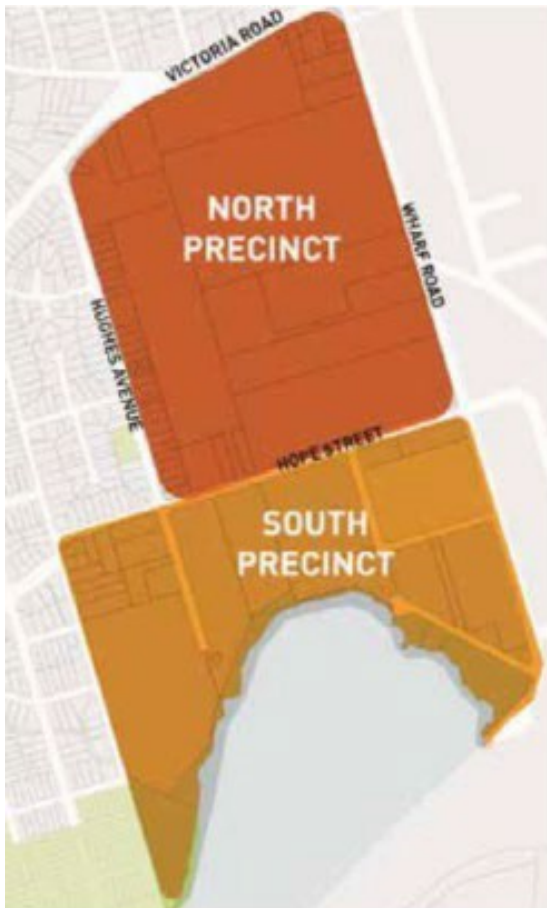 VICTORIA ROAD
NORTH
PRECINCT
WHARF ROAD
HUGHES AVENUE
HOPE STREET
SOUTH
PRECINCT